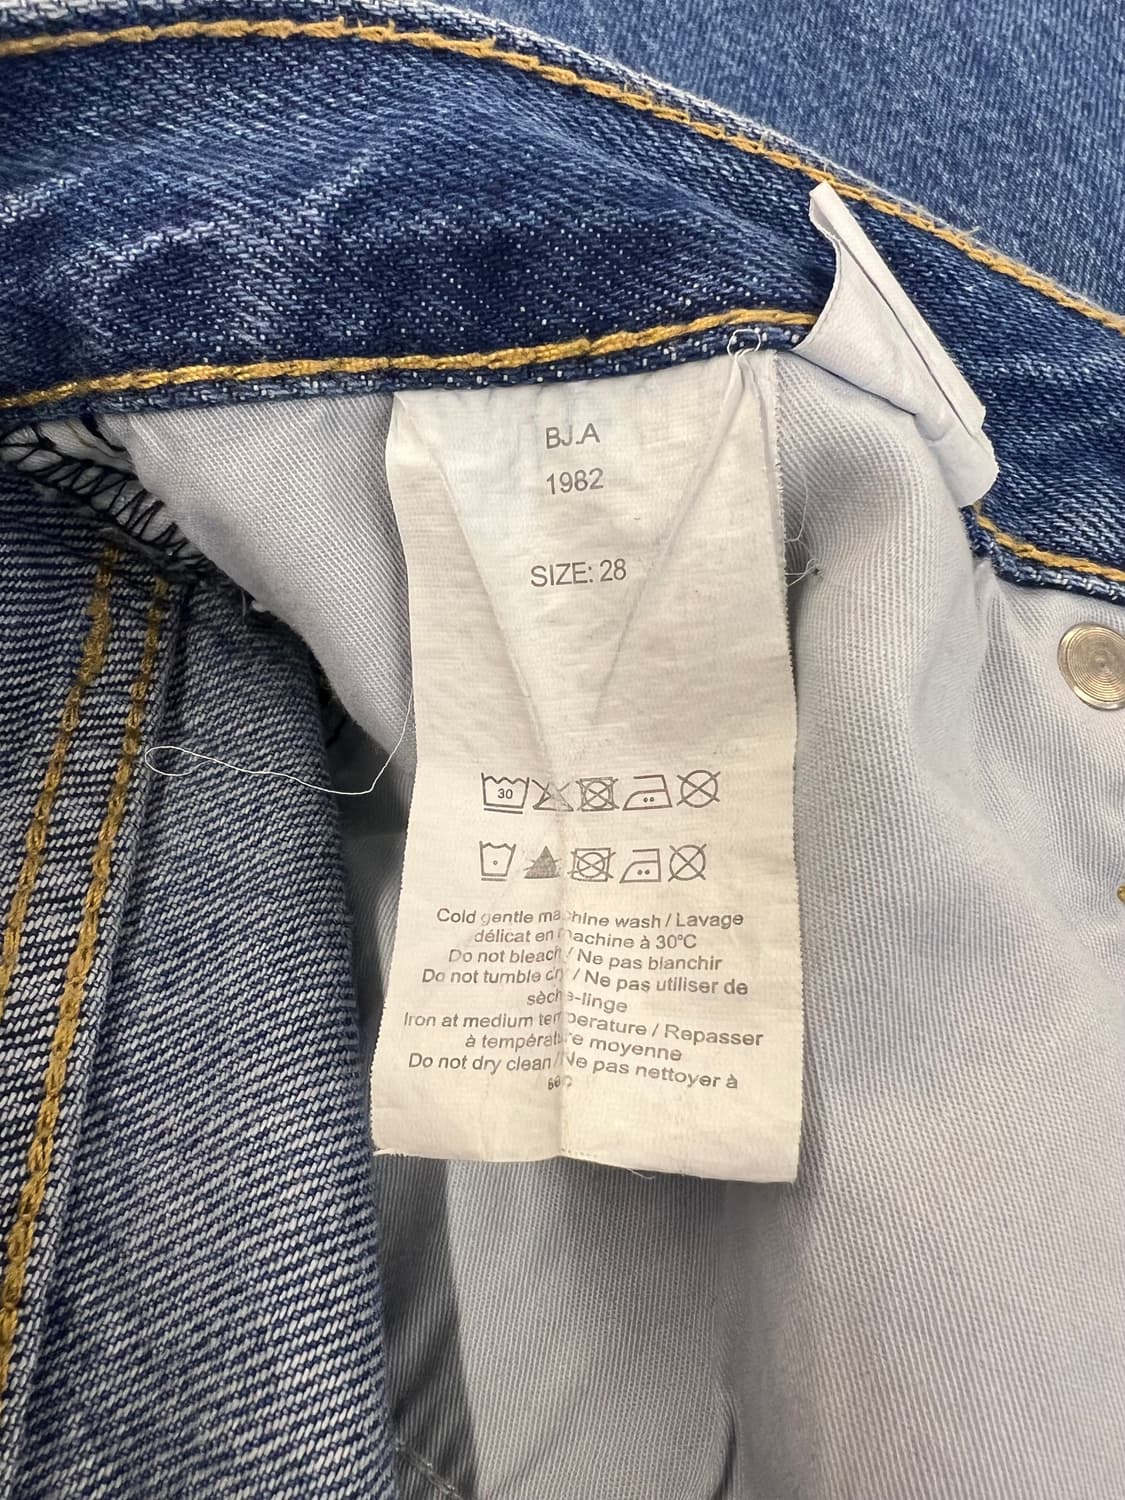 BJ.A
1982
SIZE: 28
30
Cold gentle machine wash / Lavage
délicat en machine à 30°C
Do not bleach / Ne pas blanchir
Do not tumble dry / Ne pas utiliser de
sèche-linge
Iron at medium temperature / Repasser
à température moyenne
Do not dry clean / Ne pas nettoyer à
sec